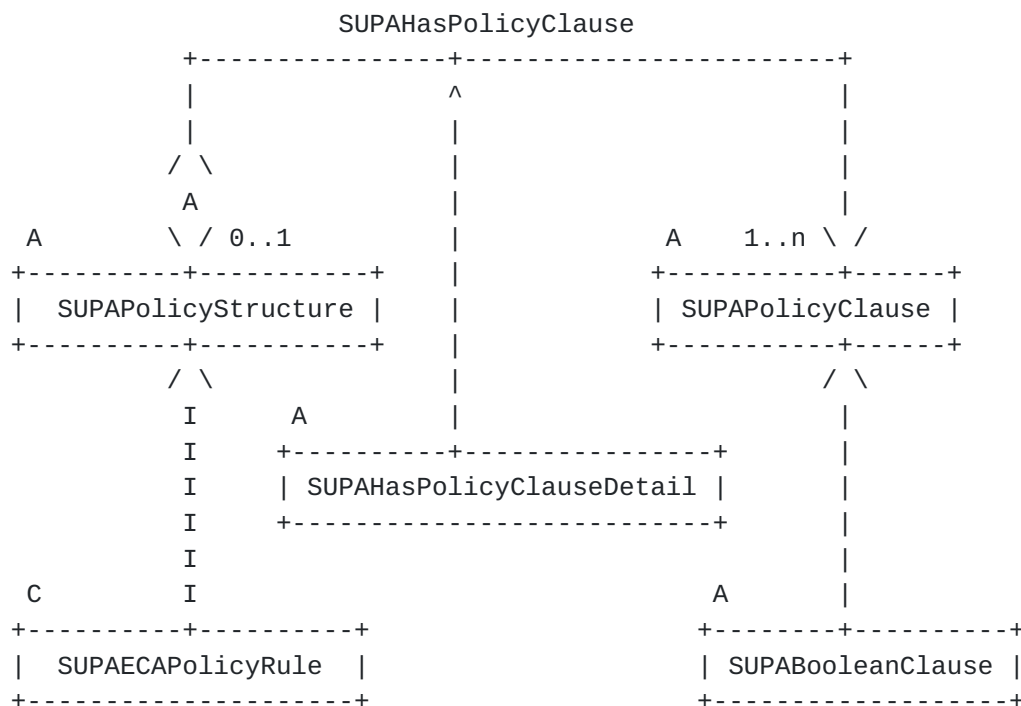 SUPAHasPolicyClause
           +----------------+------------------------+
           |                ^                        |
           |                |                        |
          / \               |                        |
           A                |                        |
 A        \ / 0..1          |             A    1..n \ /
+----------+-----------+    |            +-----------+------+
|  SUPAPolicyStructure |    |            | SUPAPolicyClause |
+----------+-----------+    |            +-----------+------+
          / \               |                       / \
           I      A         |                        |
           I     +----------+----------------+       |
           I     | SUPAHasPolicyClauseDetail |       |
           I     +---------------------------+       |
           I                                         |
 C         I                                 A       |
+----------+----------+                     +--------+----------+
|  SUPAECAPolicyRule  |                     | SUPABooleanClause |
+---------------------+                     +-------------------+